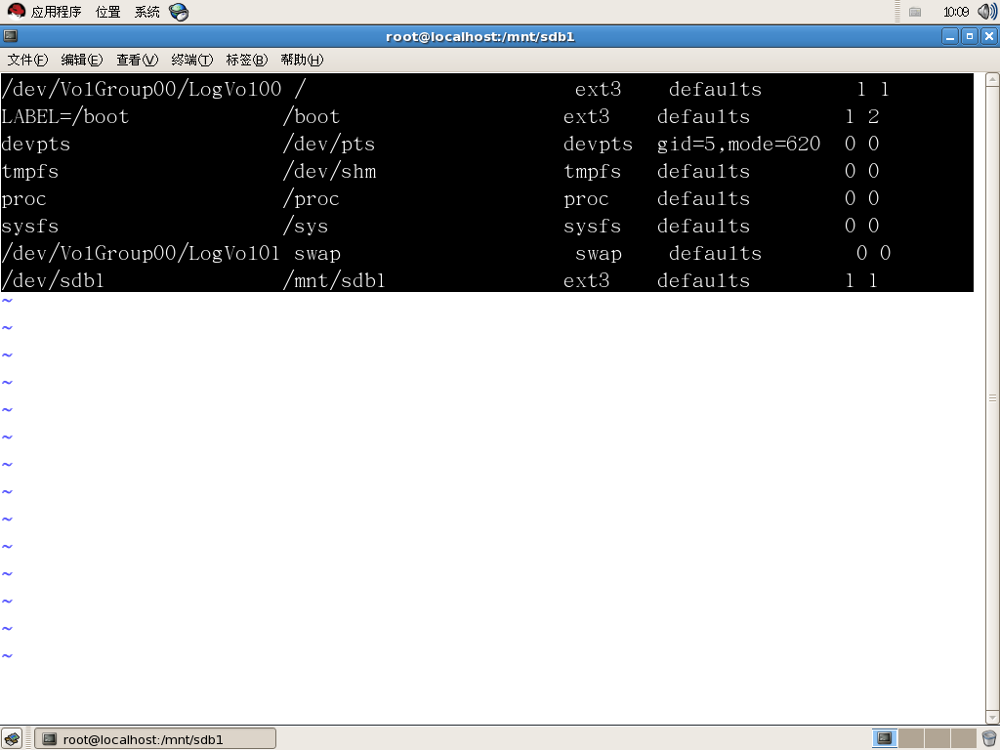 应用程序 位置 系统 10:09
root@localhost:/mnt/sdb1
文件(F) 编辑(E) 查看(V) 终端(T) 标签(B) 帮助(H)
/dev/VolGroup00/LogVol00 / ext3 defaults 1 1
LABEL=/boot /boot ext3 defaults 1 2
devpts /dev/pts devpts gid=5,mode=620 0 0
tmpfs /dev/shm tmpfs defaults 0 0
proc /proc proc defaults 0 0
sysfs /sys sysfs defaults 0 0
/dev/VolGroup00/LogVol01 swap swap defaults 0 0
/dev/sdb1 /mnt/sdb1 ext3 defaults 1 1
~
~
~
~
~
~
~
~
~
~
~
~
~
~
root@localhost:/mnt/sdb1